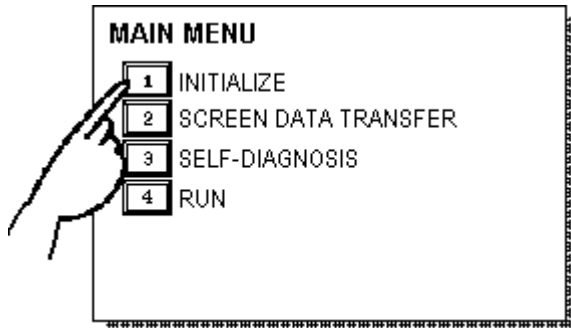 MAIN MENU
1 INITIALIZE
2 SCREEN DATA TRANSFER
3 SELF-DIAGNOSIS
4 RUN